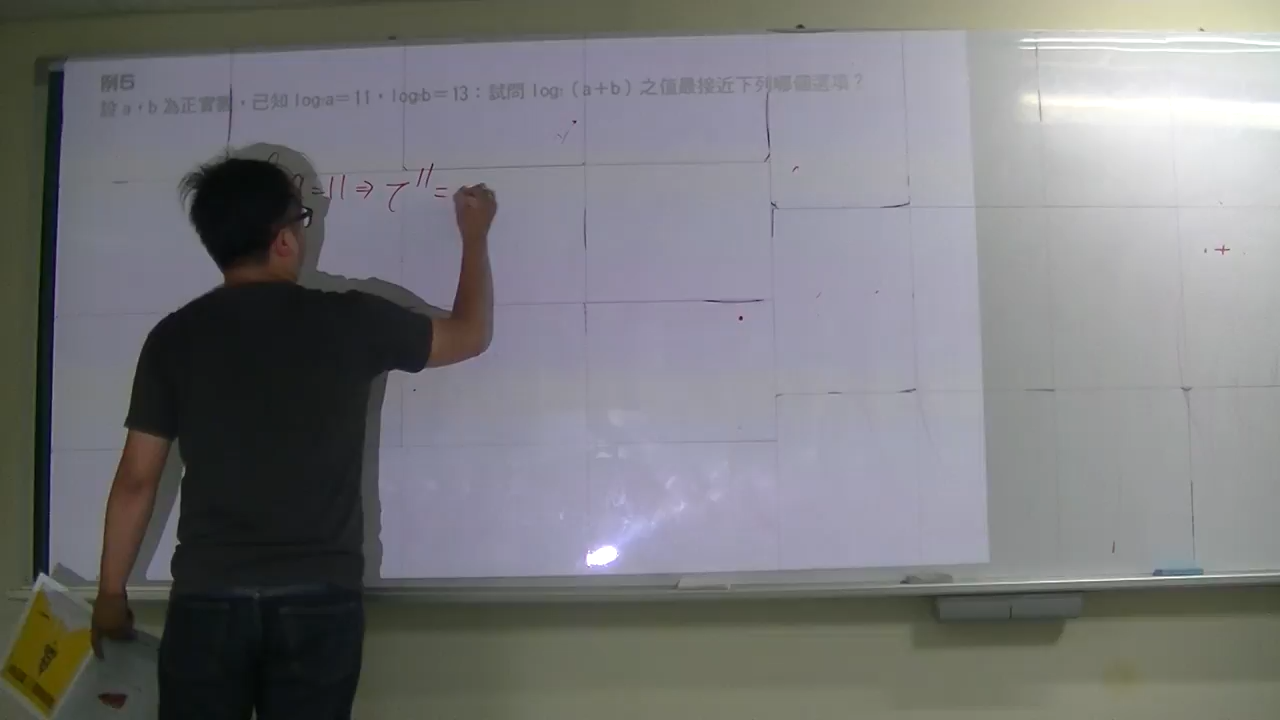 例5
設 a,b 為正實數,已知 log₇a=11,log₇b=13:試問 log₇(a+b)之值最接近下列哪個選項?
a=11⇒7¹¹=